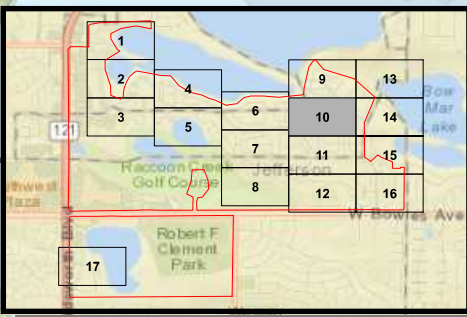 1
2
3
4
5
6
7
8
9
10
11
12
13
14
15
16
17
121
Bow
Mar
Lake
Jefferson
Raccoon Creek
Golf Course
W Bowles Ave
Robert F
Clement
Park